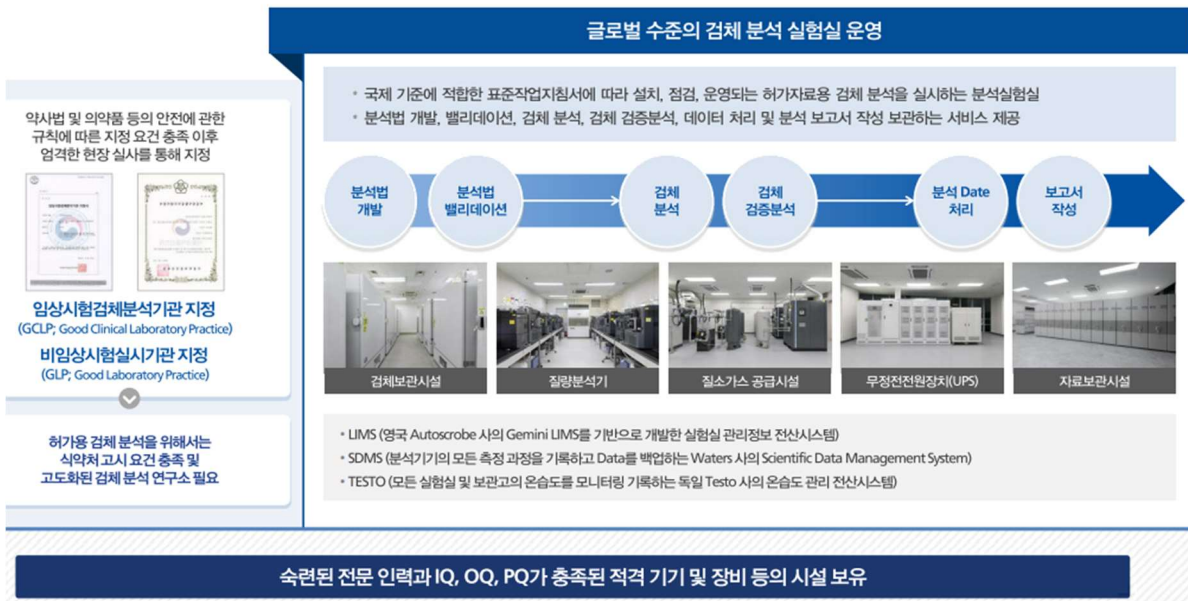 글로벌 수준의 검체 분석 실험실 운영
약사법 및 의약품 등의 안전에 관한
규칙에 따른 지정 요건 충족 이후
엄격한 현장 실사를 통해 지정
임상시험검체분석기관 지정
(GCLP; Good Clinical Laboratory Practice)
비임상시험실시기관 지정
(GLP; Good Laboratory Practice)
허가용 검체 분석을 위해서는
식약처 고시 요건 충족 및
고도화된 검체 분석 연구소 필요
• 국제 기준에 적합한 표준작업지침서에 따라 설치, 점검, 운영되는 허가자료용 검체 분석을 실시하는 분석실험실
• 분석법 개발, 밸리데이션, 검체 분석, 검체 검증분석, 데이터 처리 및 분석 보고서 작성 보관하는 서비스 제공
분석법
개발
분석법
밸리데이션
검체
분석
검체
검증분석
분석 Date
처리
보고서
작성
검체보관시설
질량분석기
질소가스 공급시설
무정전전원장치(UPS)
자료보관시설
• LIMS (영국 Autoscrobe 사의 Gemini LIMS를 기반으로 개발한 실험실 관리정보 전산시스템)
• SDMS (분석기기의 모든 측정 과정을 기록하고 Data를 백업하는 Waters 사의 Scientific Data Management System)
• TESTO (모든 실험실 및 보관고의 온습도를 모니터링 기록하는 독일 Testo 사의 온습도 관리 전산시스템)
숙련된 전문 인력과 IQ, OQ, PQ가 충족된 적격 기기 및 장비 등의 시설 보유